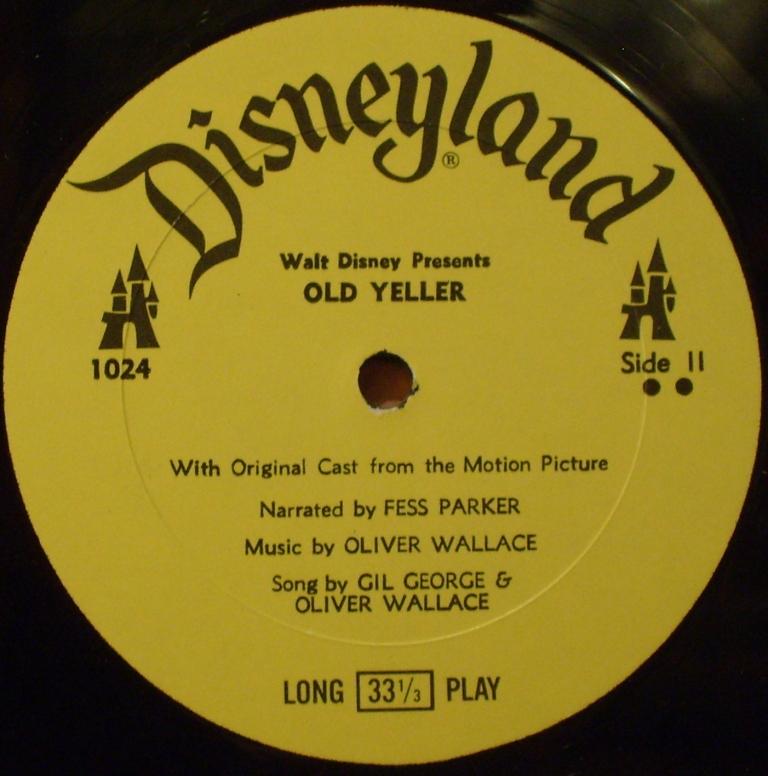 Disneyland®
Walt Disney Presents
OLD YELLER
1024
Side II
With Original Cast from the Motion Picture
Narrated by FESS PARKER
Music by OLIVER WALLACE
Song by GIL GEORGE &
OLIVER WALLACE
LONG 33⅓ PLAY